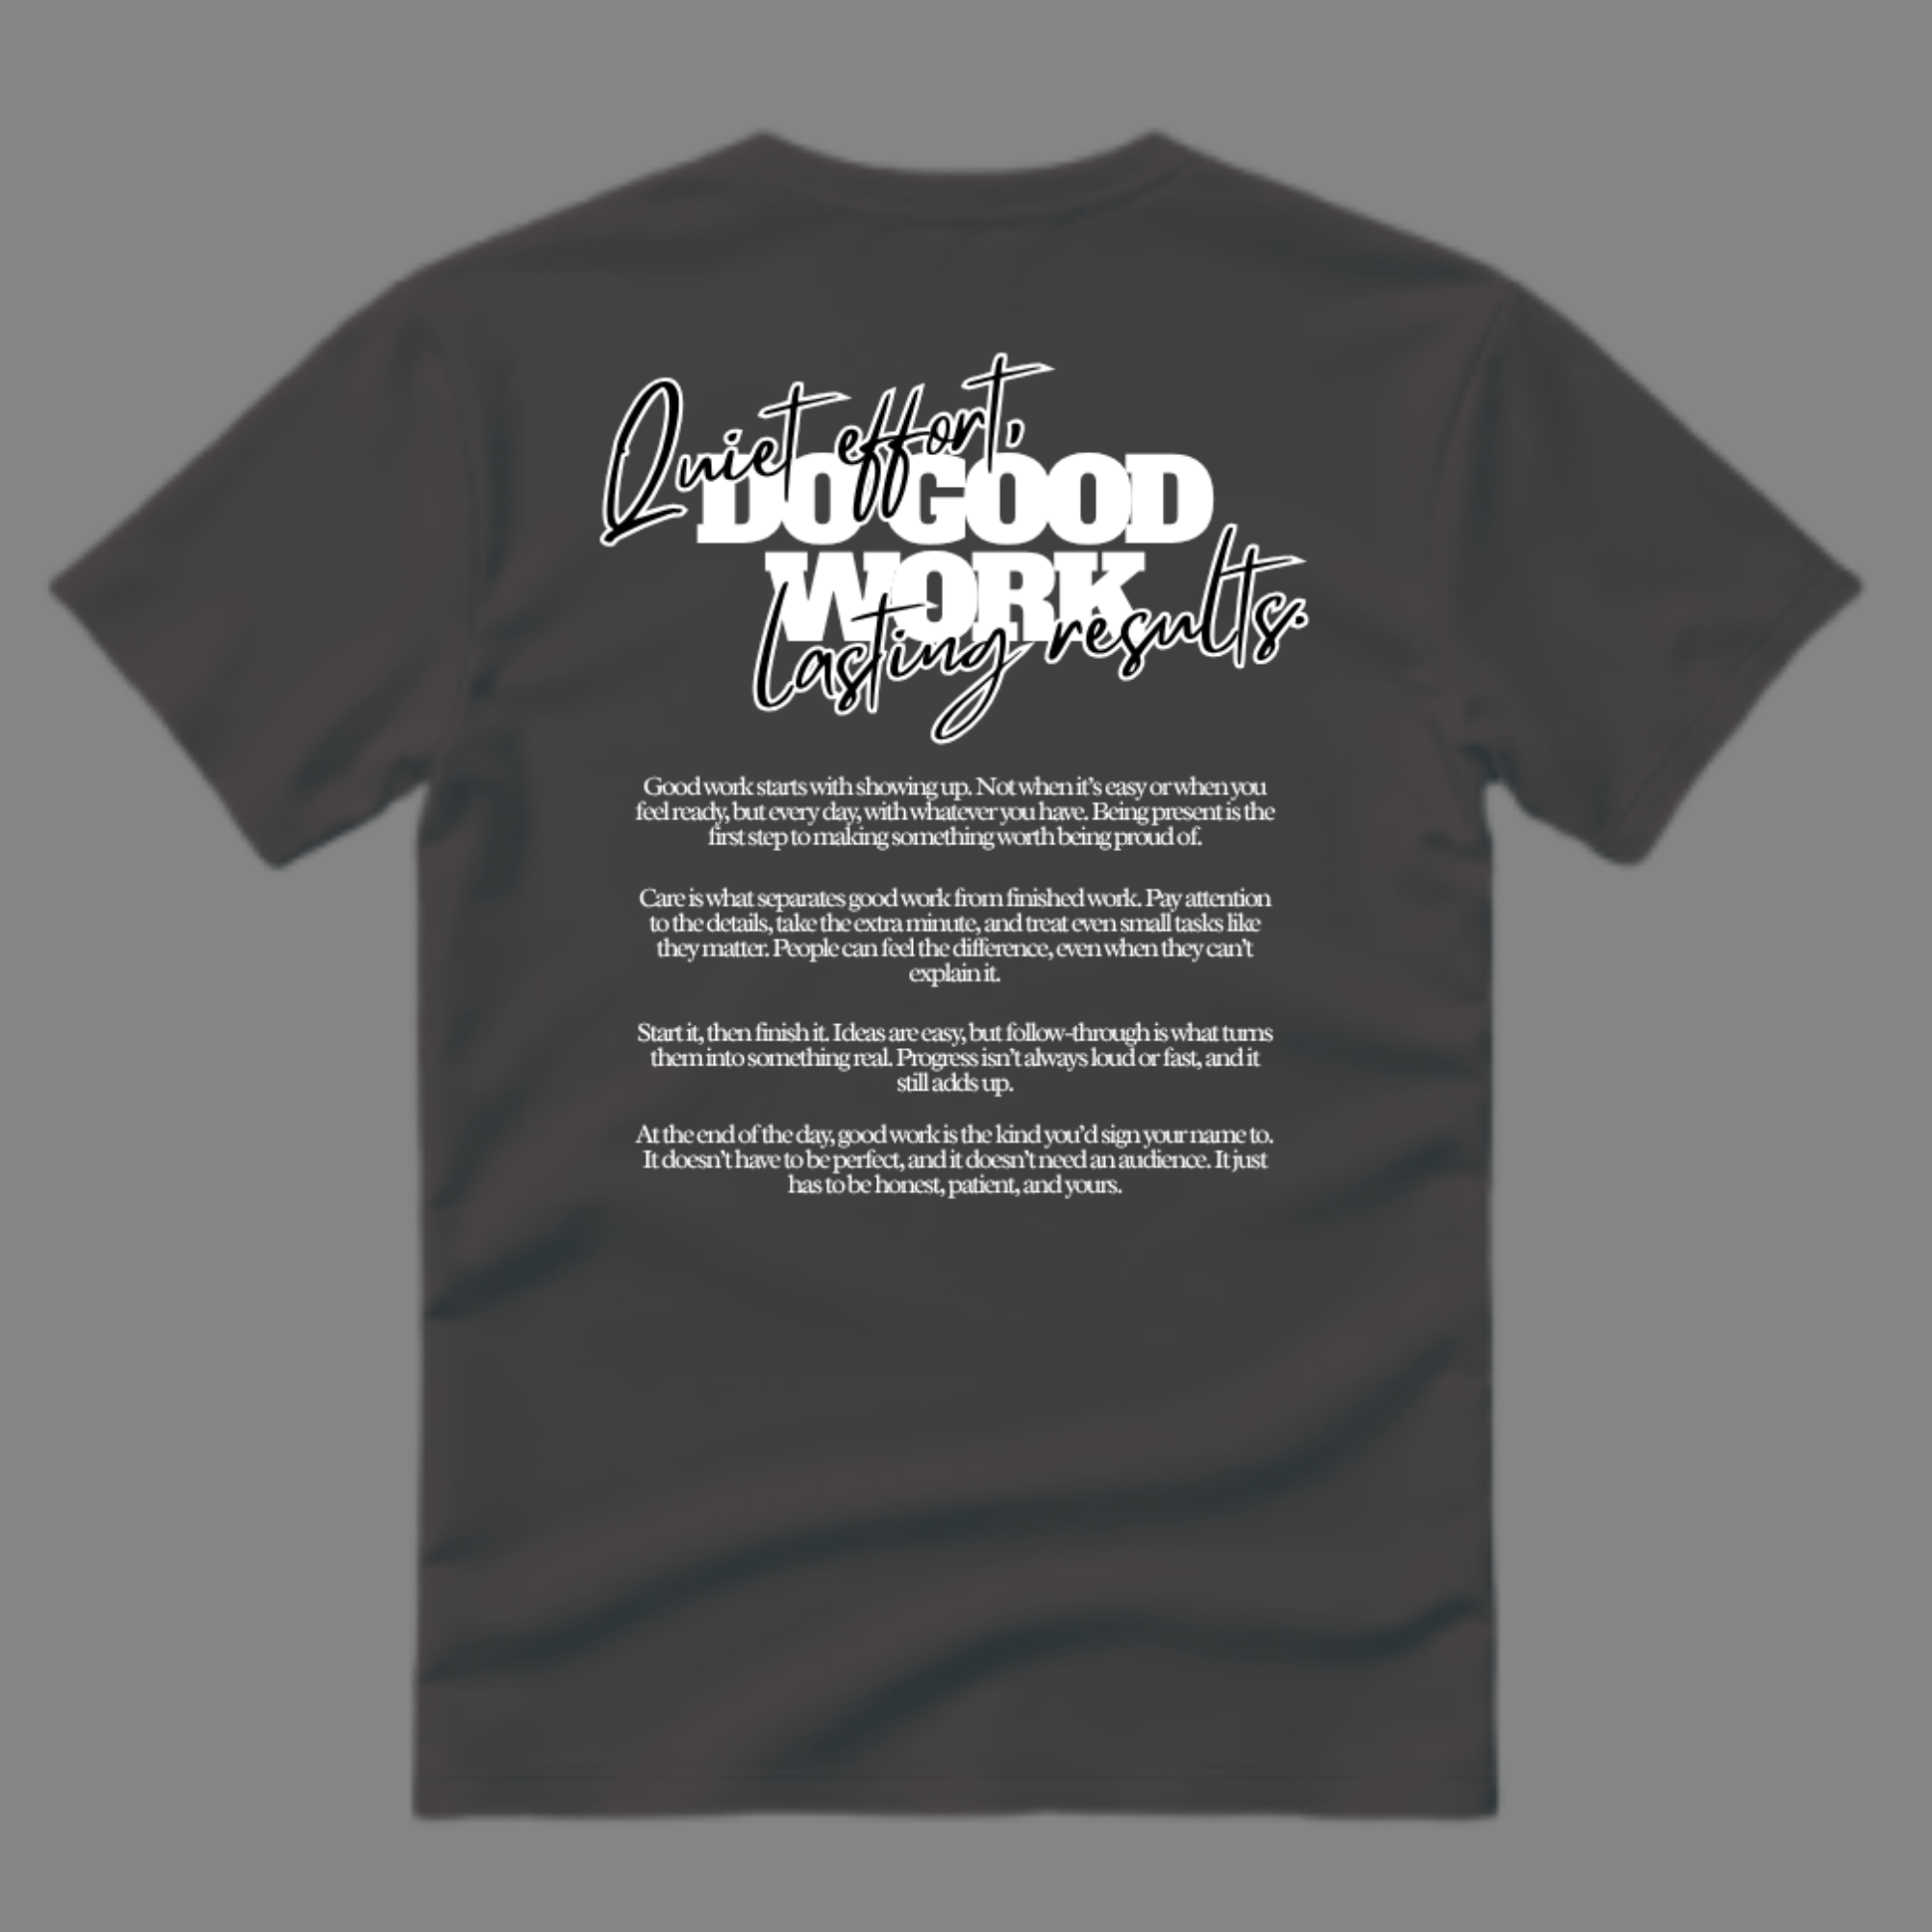 Quiet effort,
DO GOOD
WORK
Lasting results.
Good work starts with showing up. Not when it’s easy or when you
feel ready, but every day, with whatever you have. Being present is the
first step to making something worth being proud of.
Care is what separates good work from finished work. Pay attention
to the details, take the extra minute, and treat even small tasks like
they matter. People can feel the difference, even when they can’t
explain it.
Start it, then finish it. Ideas are easy, but follow-through is what turns
them into something real. Progress isn’t always loud or fast, and it
still adds up.
At the end of the day, good work is the kind you’d sign your name to.
It doesn’t have to be perfect, and it doesn’t need an audience. It just
has to be honest, patient, and yours.